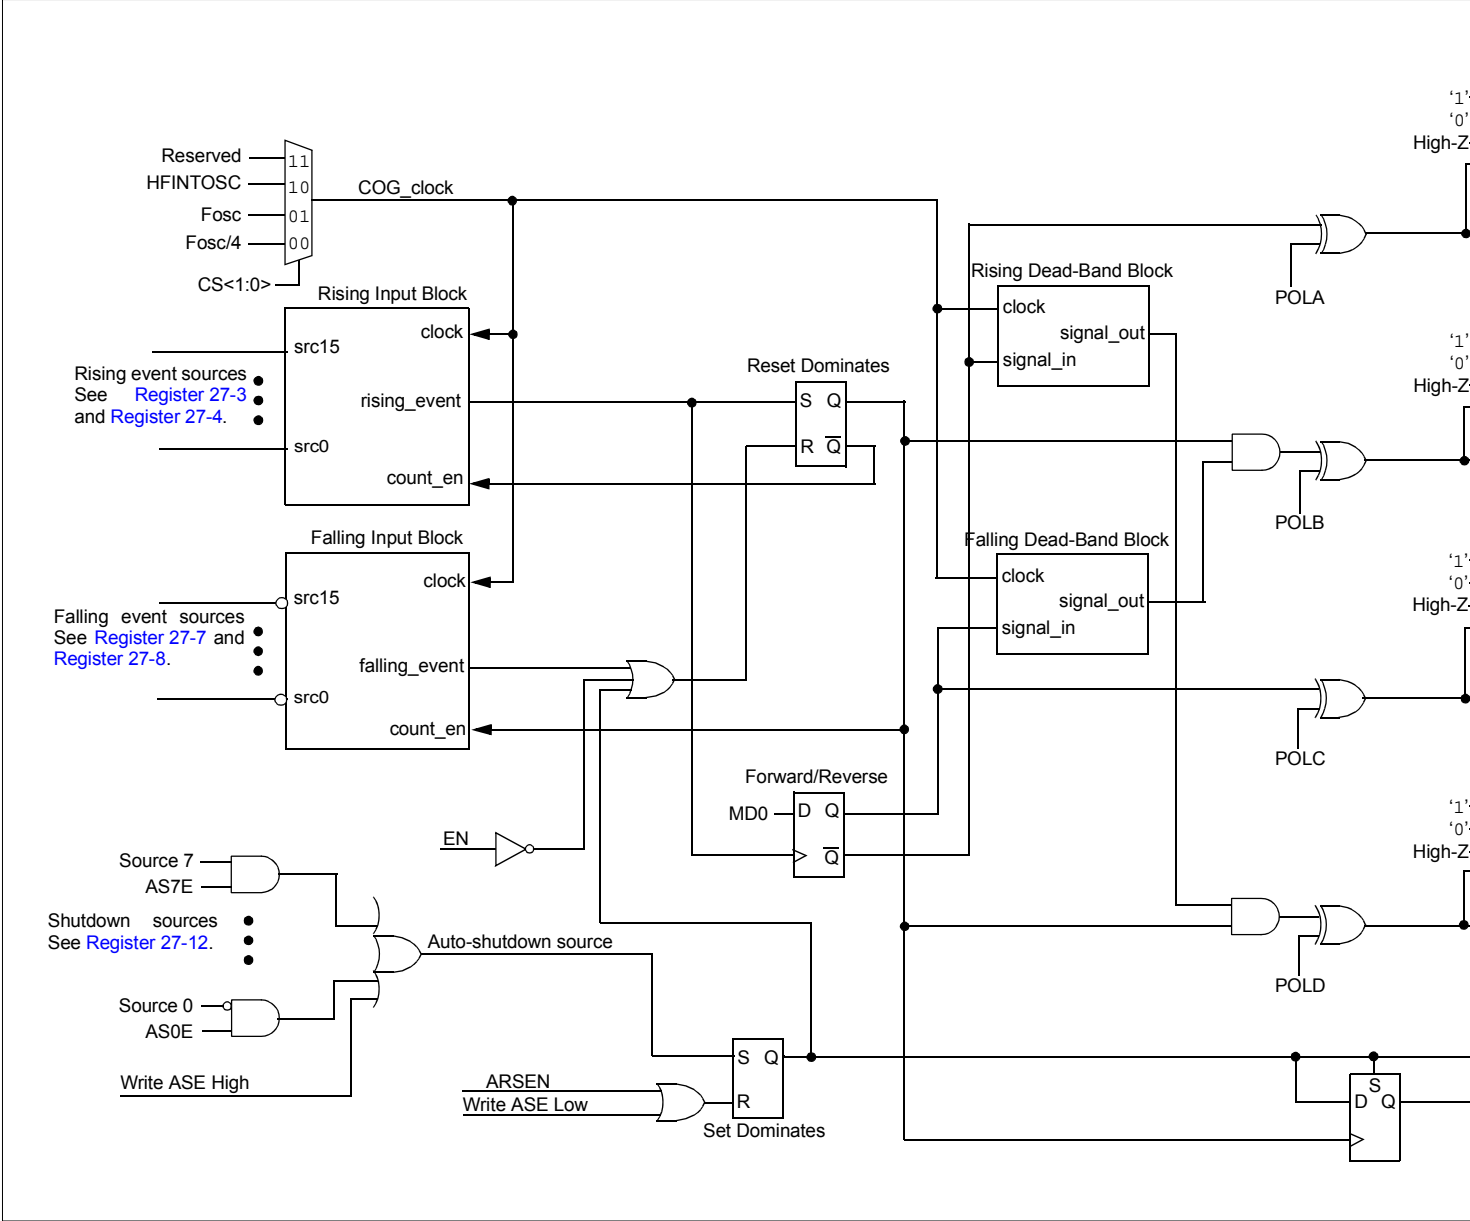 Reserved
HFINTOSC
Fosc
Fosc/4
11
10
01
00
CS<1:0>
COG_clock
Rising Input Block
clock
src15
rising_event
src0
count_en
Rising event sources
See Register 27-3
and Register 27-4.
Falling Input Block
clock
src15
falling_event
src0
count_en
Falling event sources
See Register 27-7 and
Register 27-8.
Reset Dominates
S Q
R Q
Forward/Reverse
MD0
D Q
Q
EN
Source 7
AS7E
Shutdown sources
See Register 27-12.
Source 0
AS0E
Write ASE High
Auto-shutdown source
ARSEN
Write ASE Low
S Q
R
Set Dominates
Rising Dead-Band Block
clock
signal_out
signal_in
Falling Dead-Band Block
clock
signal_out
signal_in
‘1’
‘0’
High-Z
POLA
‘1’
‘0’
High-Z
POLB
‘1’
‘0’
High-Z
POLC
‘1’
‘0’
High-Z
POLD
S
D Q